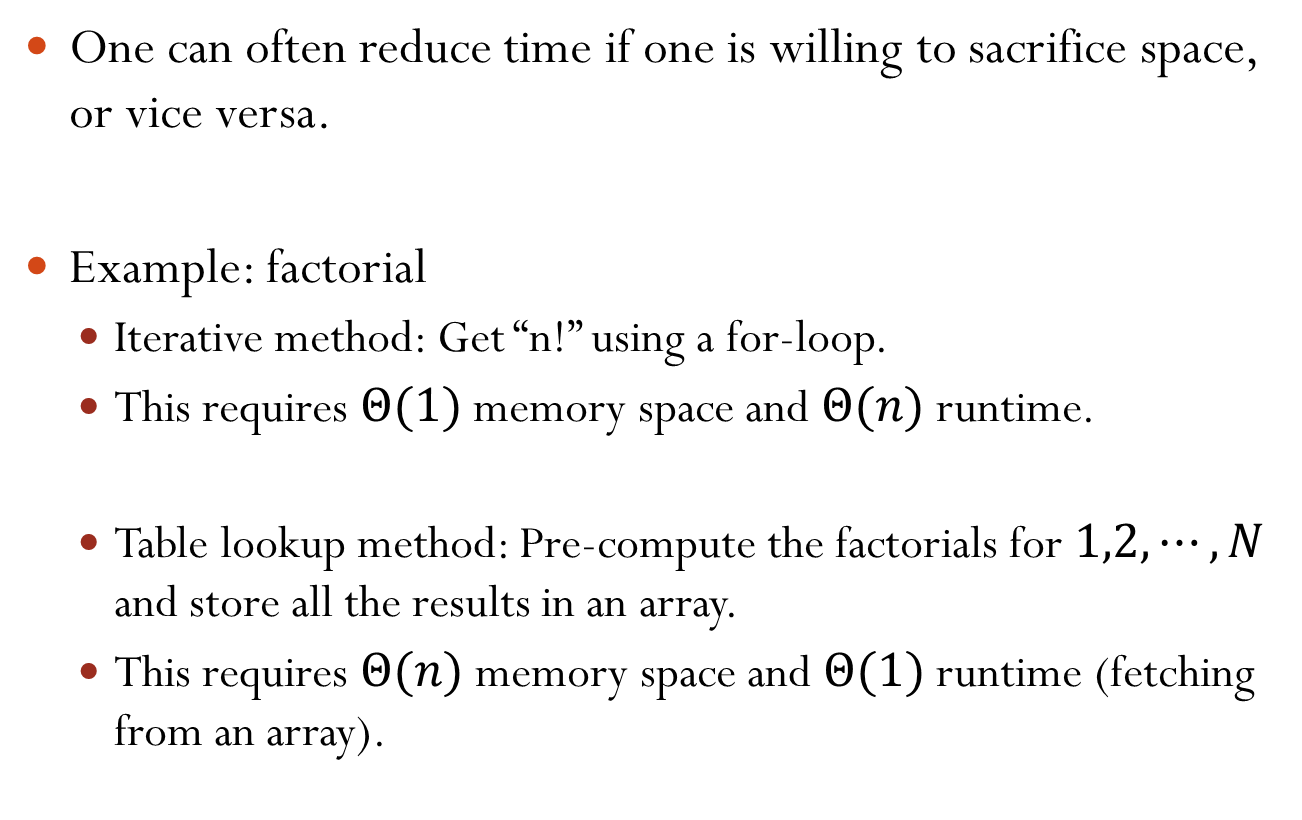 • One can often reduce time if one is willing to sacrifice space,
or vice versa.
• Example: factorial
• Iterative method: Get “n!” using a for-loop.
• This requires Θ(1) memory space and Θ(n) runtime.
• Table lookup method: Pre-compute the factorials for 1,2, ⋯ , N
and store all the results in an array.
• This requires Θ(n) memory space and Θ(1) runtime (fetching
from an array).